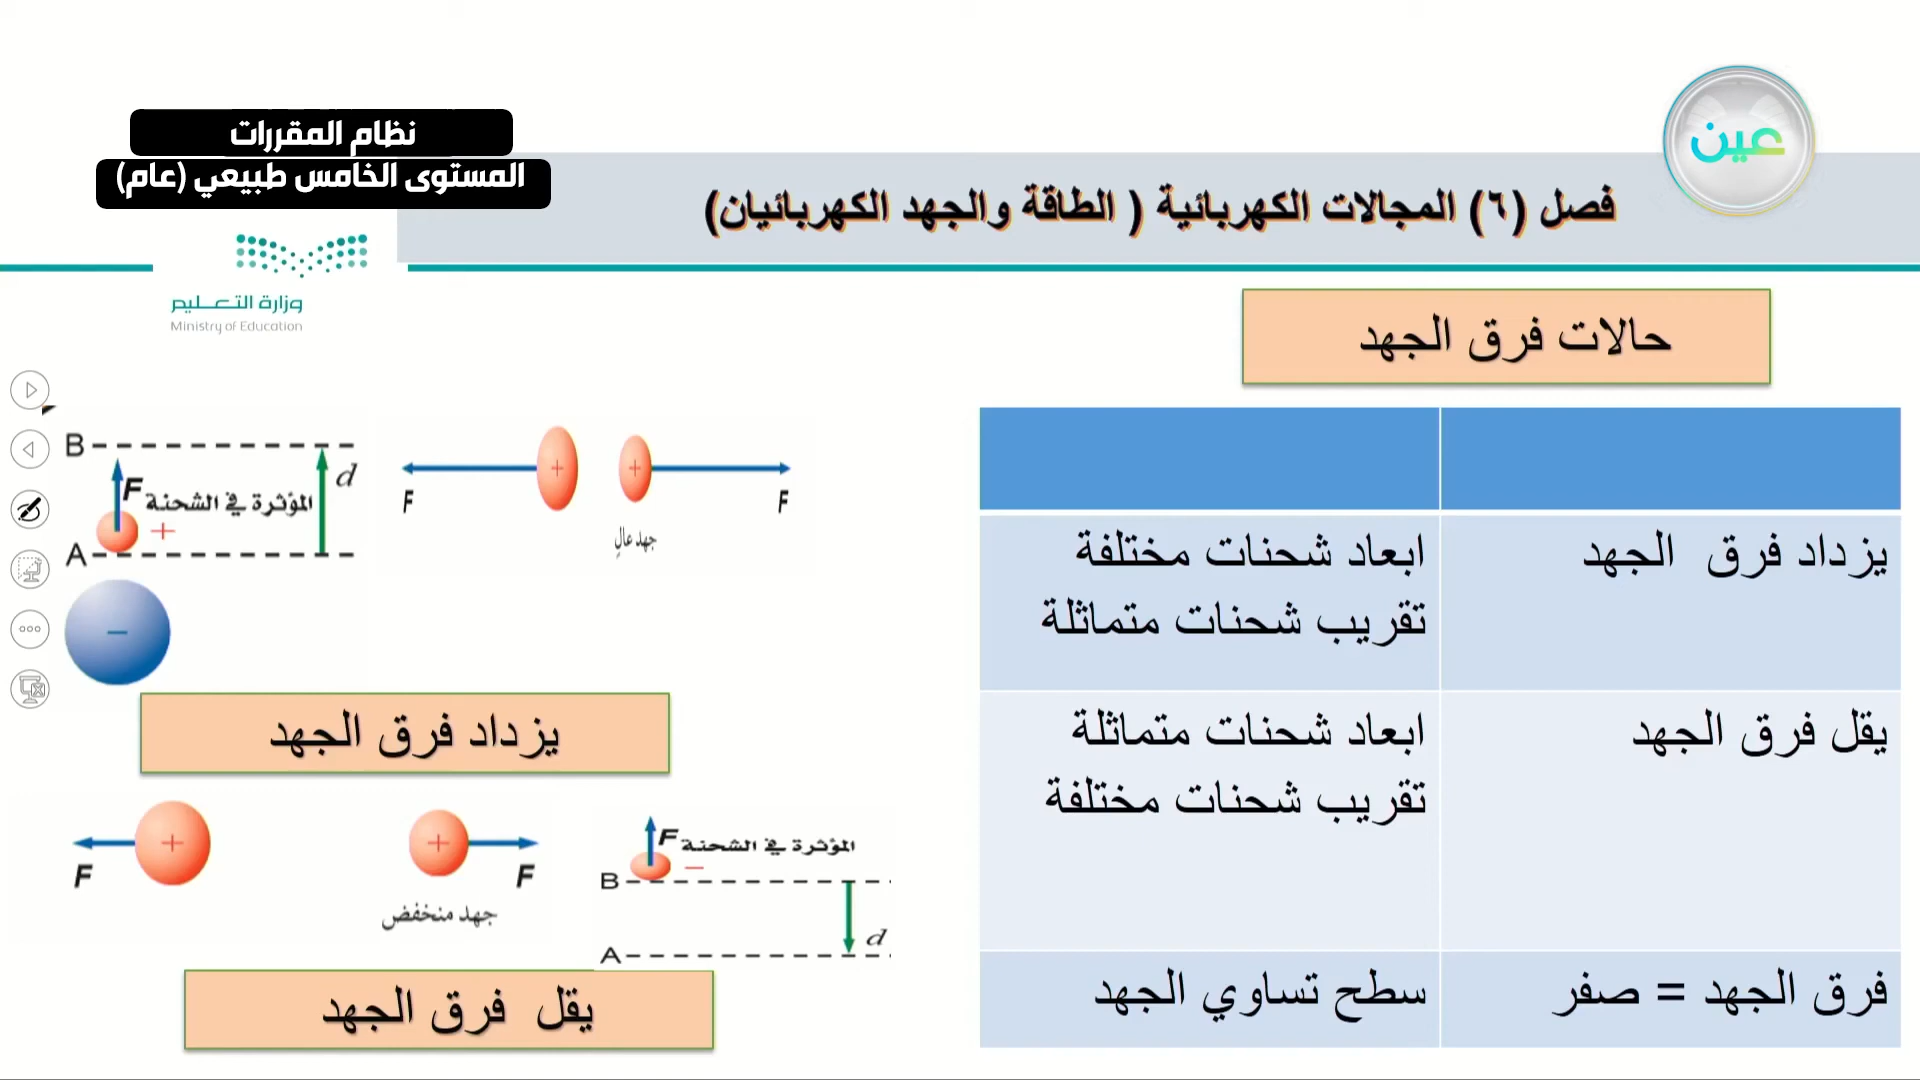 عين
نظام المقررات
المستوى الخامس طبيعي (عام)
فصل (٦) المجالات الكهربائية ( الطاقة والجهد الكهربائيان)
وزارة التعليم
Ministry of Education
حالات فرق الجهد
يزداد فرق الجهد
ابعاد شحنات مختلفة
تقريب شحنات متماثلة
يقل فرق الجهد
ابعاد شحنات متماثلة
تقريب شحنات مختلفة
فرق الجهد = صفر
سطح تساوي الجهد
B
F المؤثرة في الشحنة
d
+
A
−
+ +
F F
جهد عالٍ
يزداد فرق الجهد
+ +
F F
جهد منخفض
F المؤثرة في الشحنة
−
B
d
A
يقل فرق الجهد